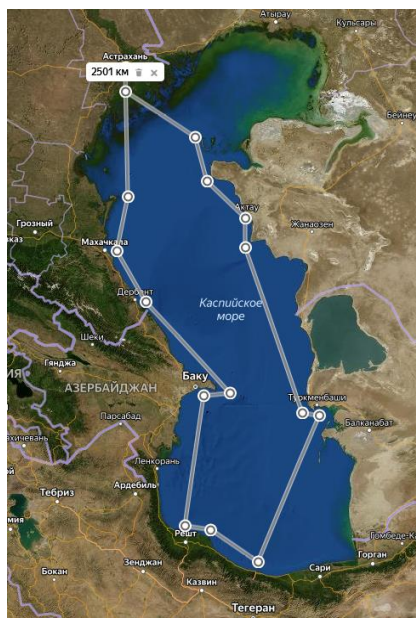 Атырау
Кульсары
Астрахань
2501 км
Бейнеу
Актау
Жанаозен
Грозный
Махачкала
Дербент
Каспийское
море
Шеки
Гянджа
Баку
АЗЕРБАЙДЖАН
Туркменбаши
Балканабат
Парсабад
Ленкорань
Ардебиль
Тебриз
Решт
Горган
Гомбеде-К
Сари
Зенджан
Бокан
Казвин
Тегеран